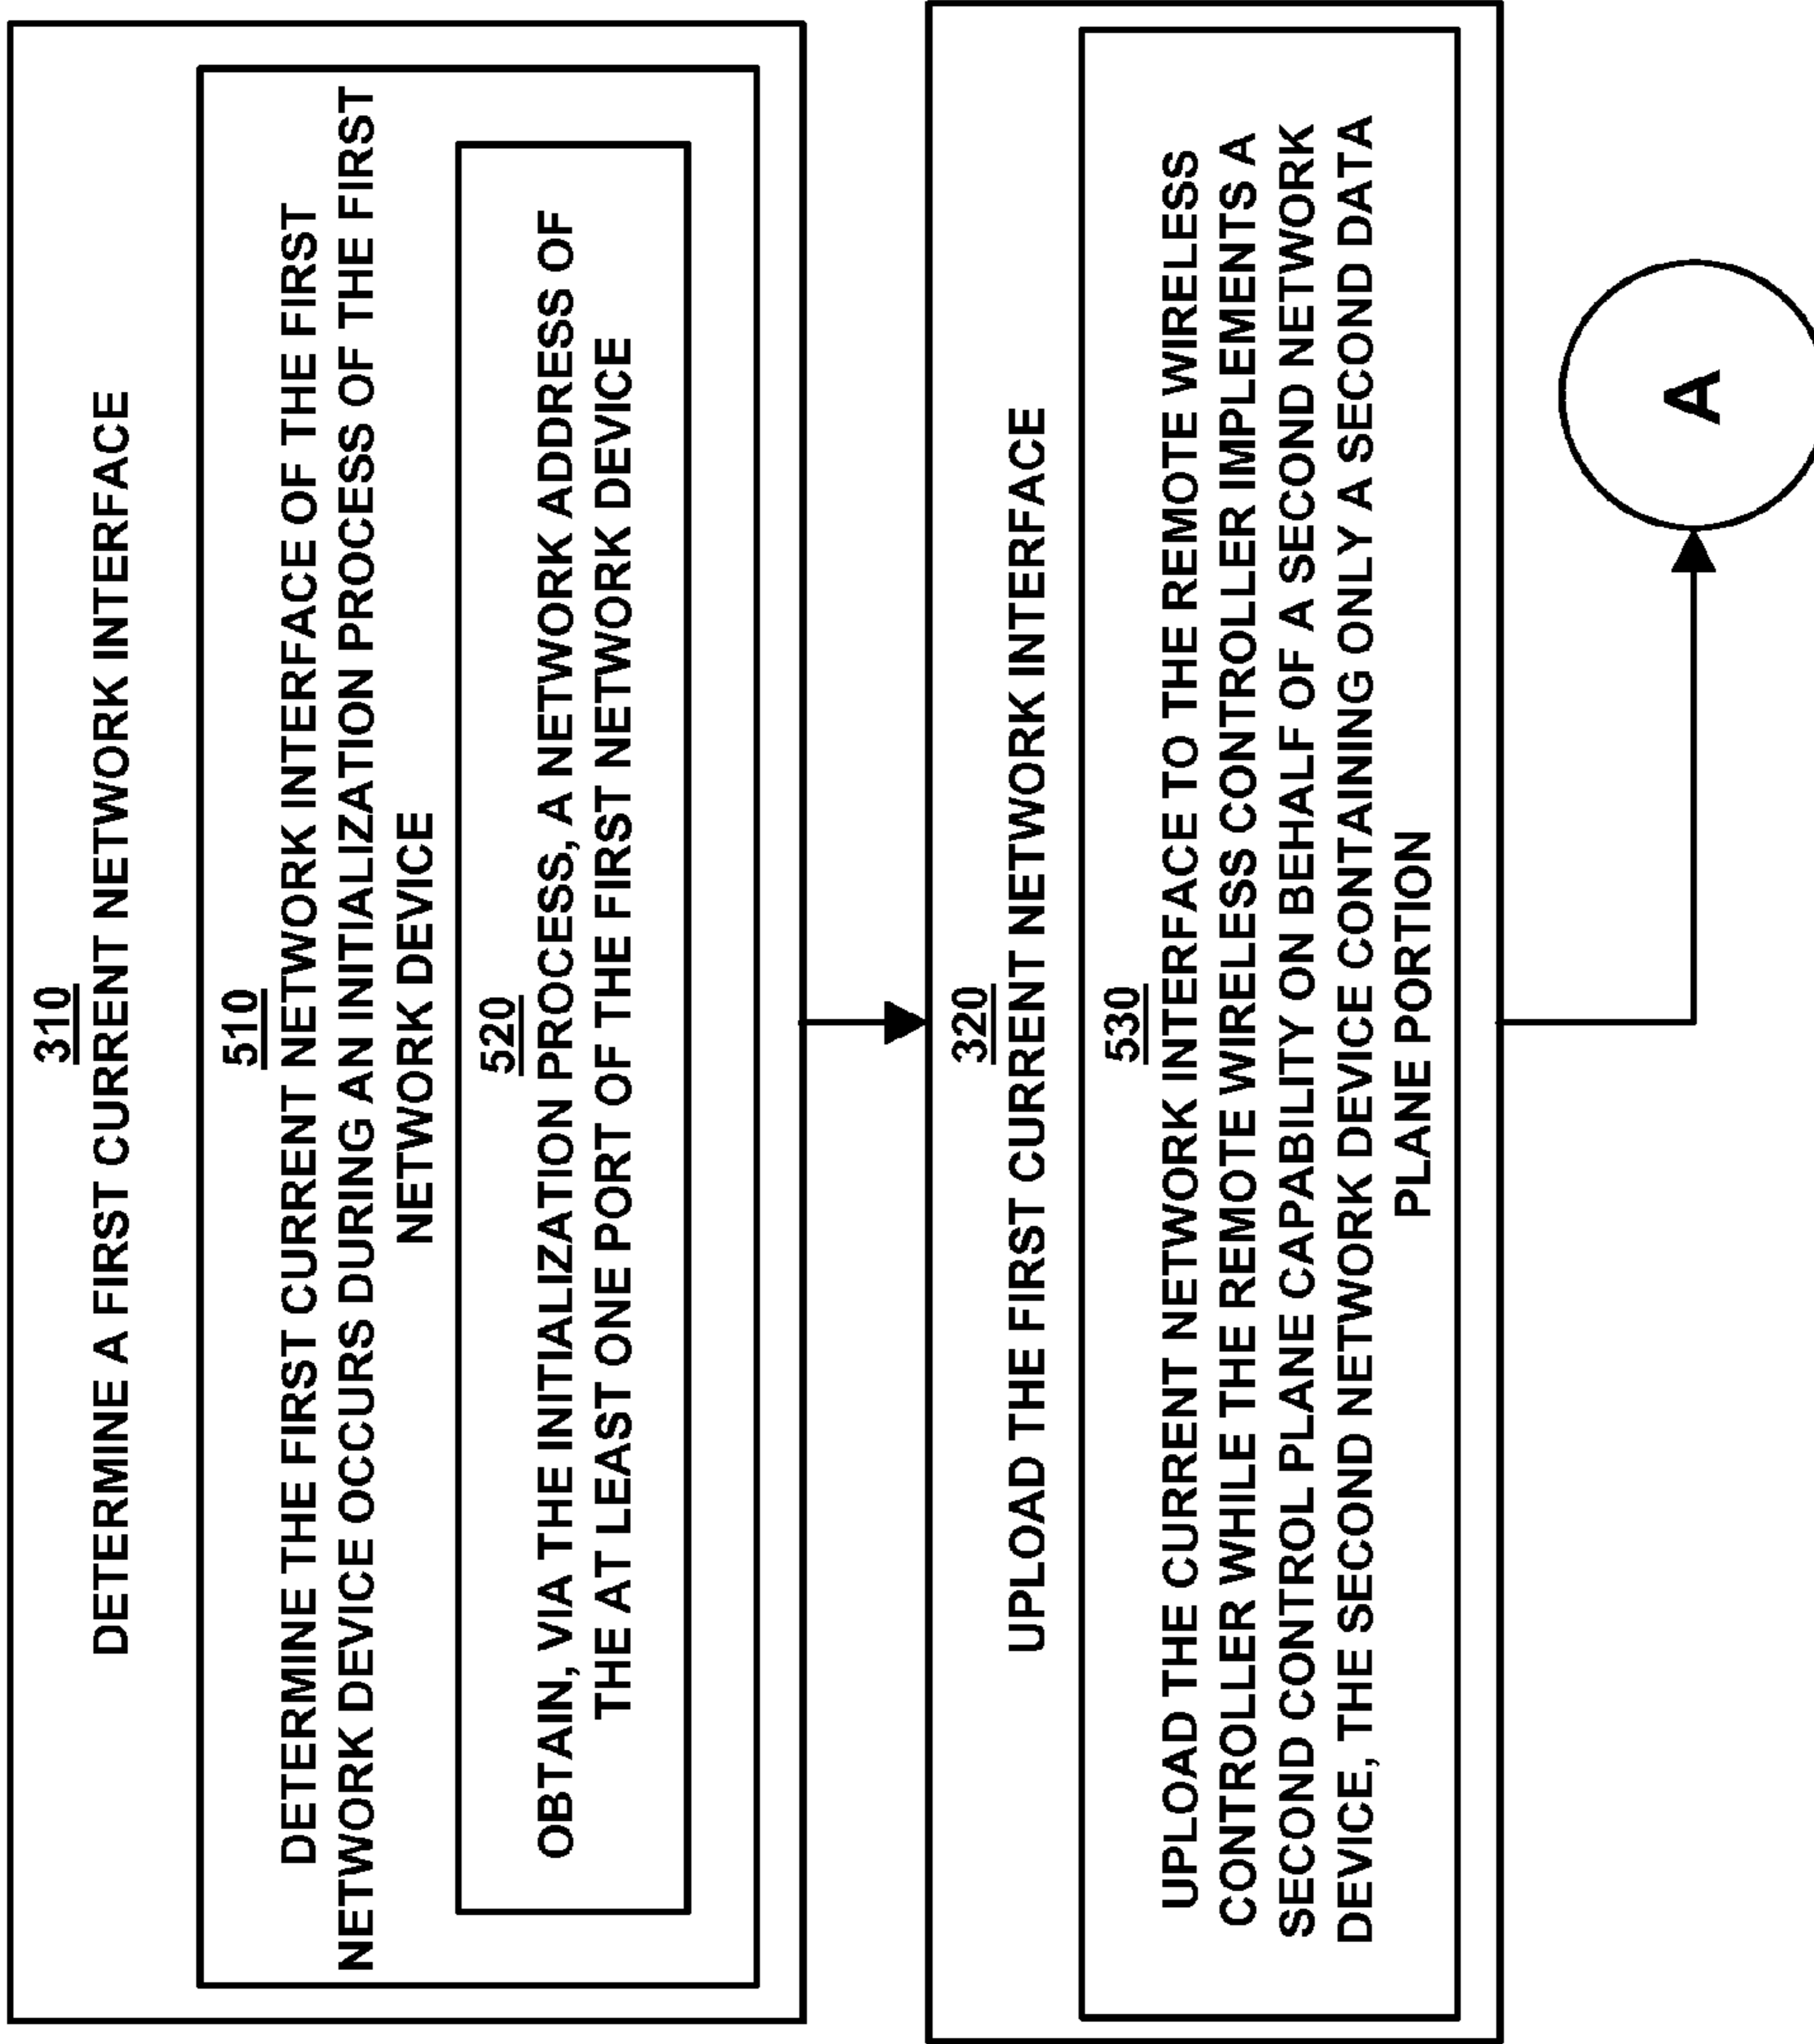 310
DETERMINE A FIRST CURRENT NETWORK INTERFACE
510
DETERMINE THE FIRST CURRENT NETWORK INTERFACE OF THE FIRST
NETWORK DEVICE OCCURS DURING AN INITIALIZATION PROCESS OF THE FIRST
NETWORK DEVICE
520
OBTAIN, VIA THE INITIALIZATION PROCESS, A NETWORK ADDRESS OF
THE AT LEAST ONE PORT OF THE FIRST NETWORK DEVICE
320
UPLOAD THE FIRST CURRENT NETWORK INTERFACE
530
UPLOAD THE CURRENT NETWORK INTERFACE TO THE REMOTE WIRELESS
CONTROLLER WHILE THE REMOTE WIRELESS CONTROLLER IMPLEMENTS A
SECOND CONTROL PLANE CAPABILITY ON BEHALF OF A SECOND NETWORK
DEVICE, THE SECOND NETWORK DEVICE CONTAINING ONLY A SECOND DATA
PLANE PORTION
A